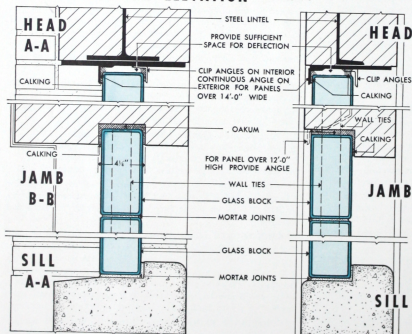 HEAD
A-A
STEEL LINTEL
HEAD
PROVIDE SUFFICIENT
SPACE FOR DEFLECTION
CALKING
CLIP ANGLES ON INTERIOR
CONTINUOUS ANGLE ON
EXTERIOR FOR PANELS
OVER 14'-0" WIDE
CLIP ANGLES
CALKING
WALL TIES
OAKUM
CALKING
CALKING
FOR PANEL OVER 12'-0"
HIGH PROVIDE ANGLE
JAMB
B-B
WALL TIES
JAMB
GLASS BLOCK
MORTAR JOINTS
SILL
A-A
GLASS BLOCK
MORTAR JOINTS
SILL